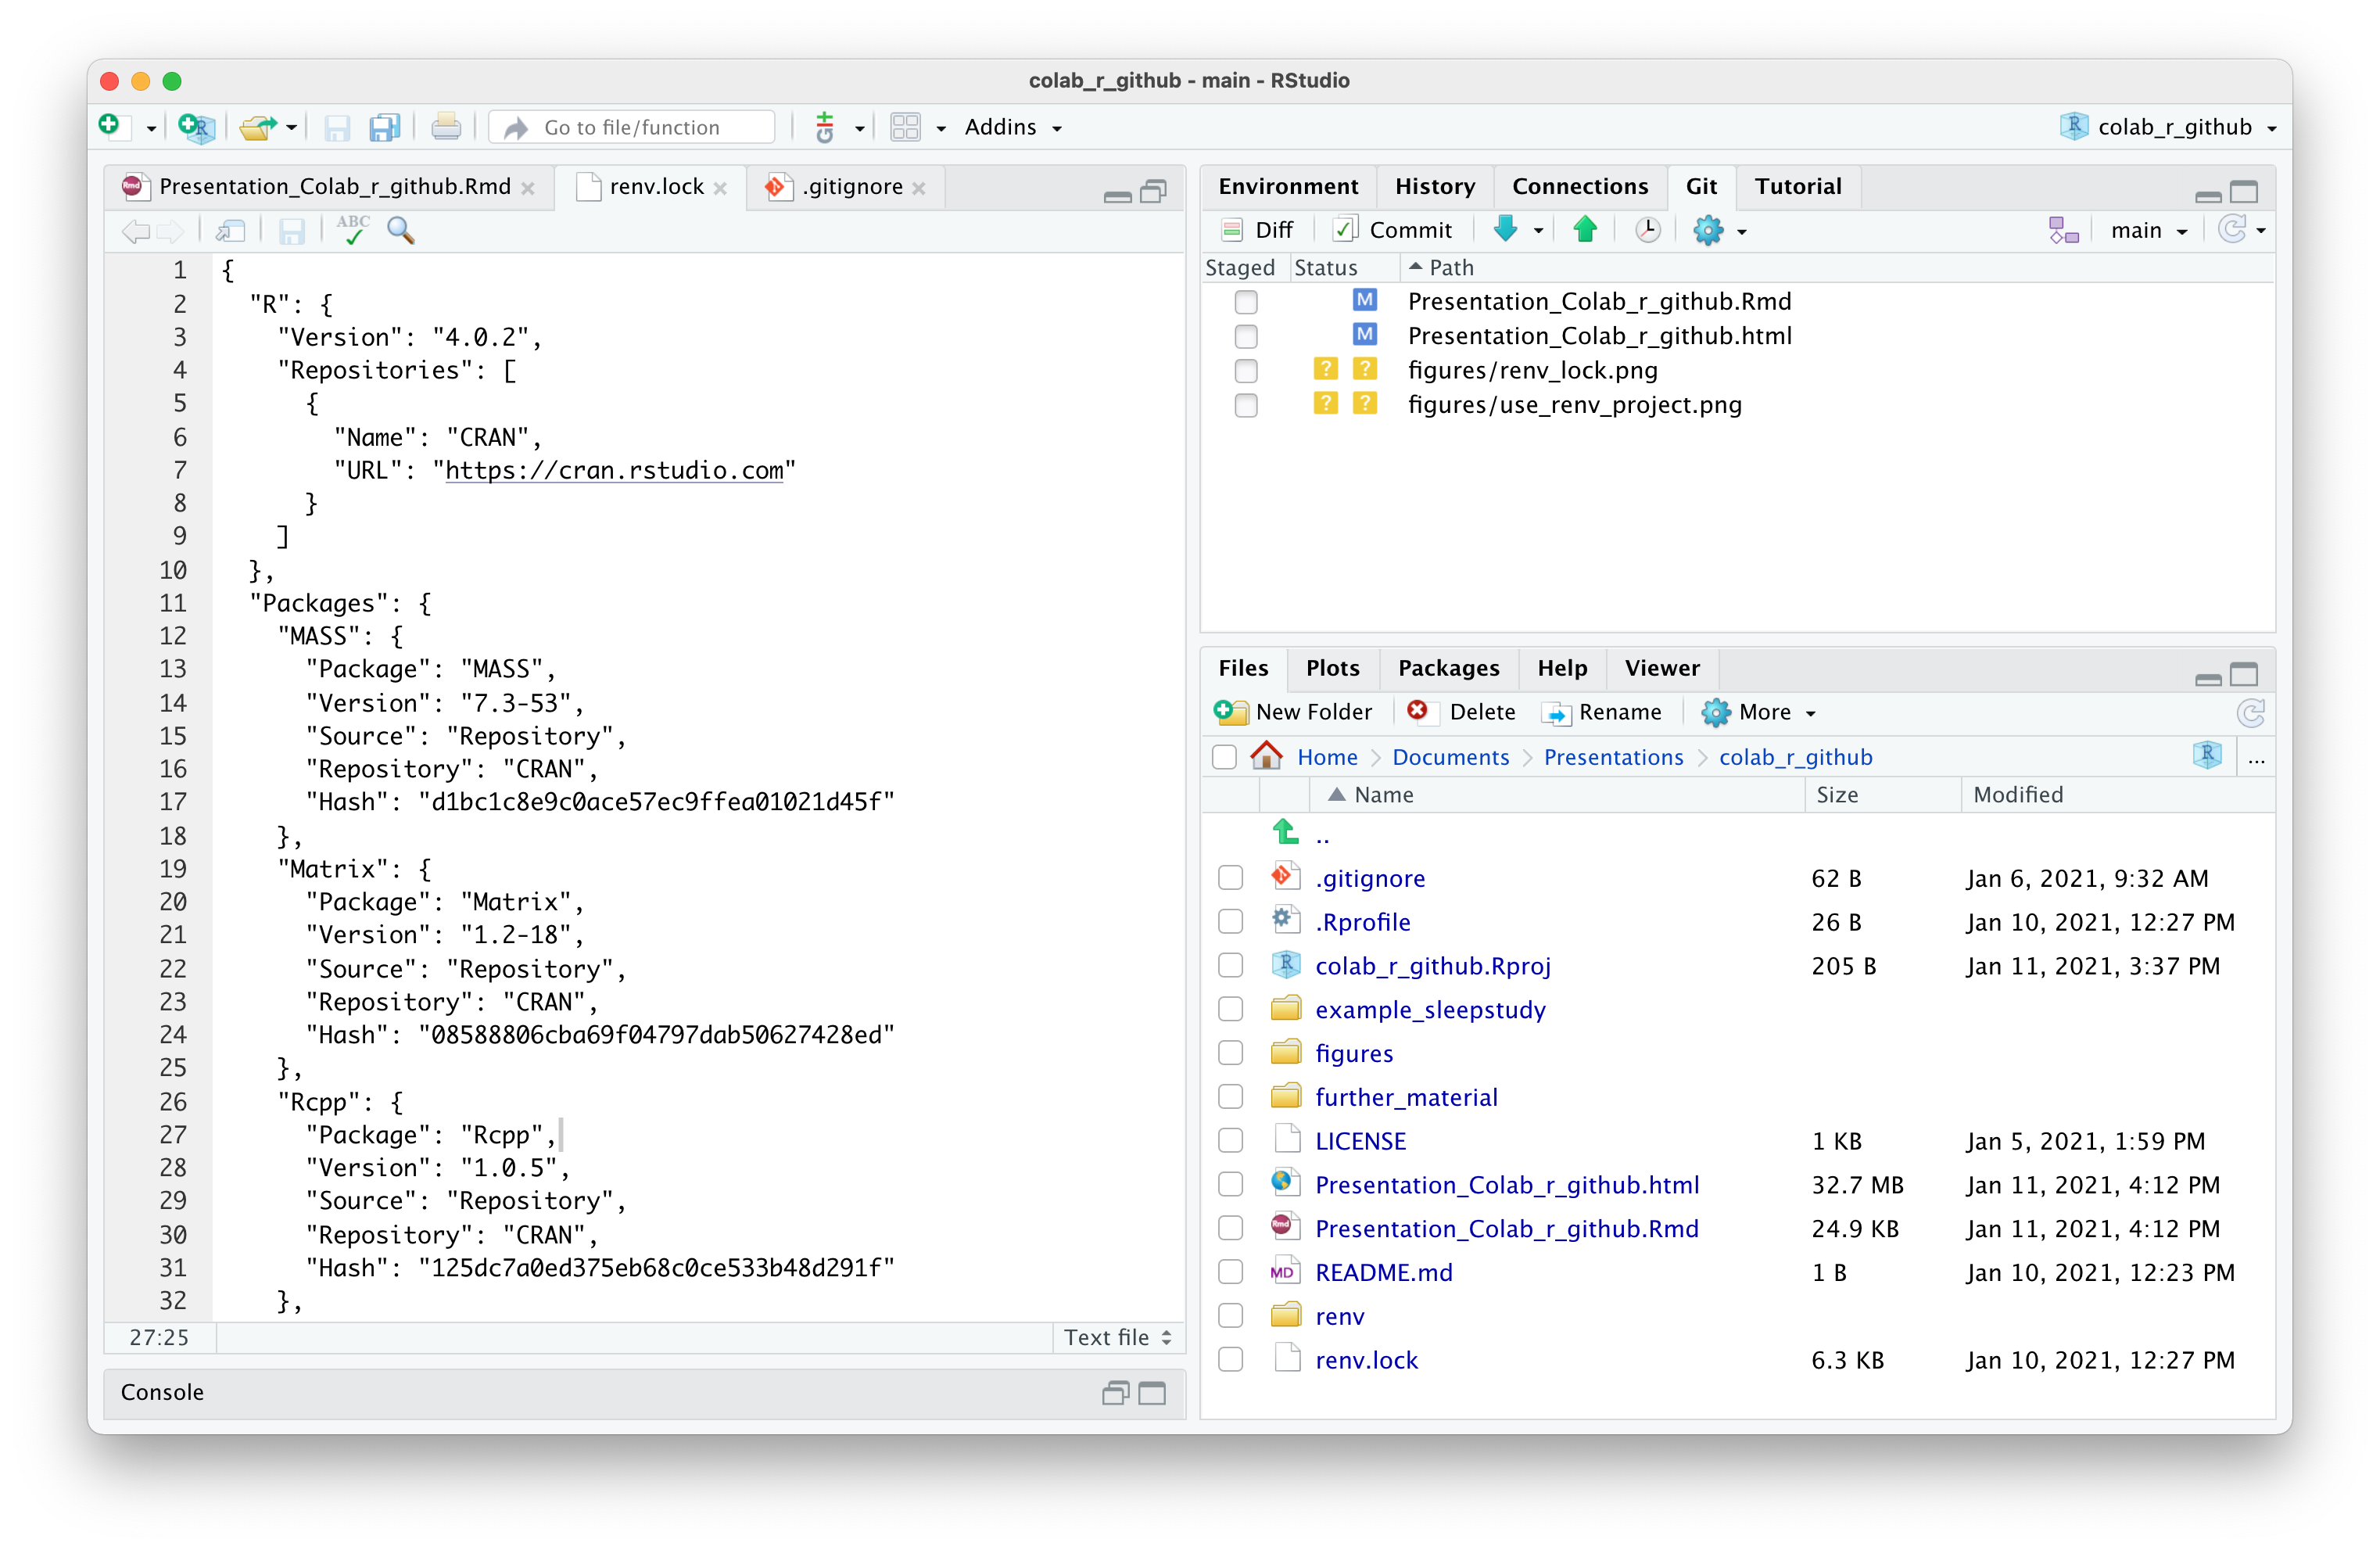 colab_r_github - main - RStudio
Go to file/function
Addins
colab_r_github
Presentation_Colab_r_github.Rmd
renv.lock
.gitignore
ABC
1 {
2 "R": {
3 "Version": "4.0.2",
4 "Repositories": [
5 {
6 "Name": "CRAN",
7 "URL": "https://cran.rstudio.com"
8 }
9 ]
10 },
11 "Packages": {
12 "MASS": {
13 "Package": "MASS",
14 "Version": "7.3-53",
15 "Source": "Repository",
16 "Repository": "CRAN",
17 "Hash": "d1bc1c8e9c0ace57ec9ffea01021d45f"
18 },
19 "Matrix": {
20 "Package": "Matrix",
21 "Version": "1.2-18",
22 "Source": "Repository",
23 "Repository": "CRAN",
24 "Hash": "08588806cba69f04797dab50627428ed"
25 },
26 "Rcpp": {
27 "Package": "Rcpp",
28 "Version": "1.0.5",
29 "Source": "Repository",
30 "Repository": "CRAN",
31 "Hash": "125dc7a0ed375eb68c0ce533b48d291f"
32 },
27:25 Text file
Console
Environment History Connections Git Tutorial
Diff Commit main
Staged Status Path
M Presentation_Colab_r_github.Rmd
M Presentation_Colab_r_github.html
? ? figures/renv_lock.png
? ? figures/use_renv_project.png
Files Plots Packages Help Viewer
New Folder Delete Rename More
Home Documents Presentations colab_r_github R ...
Name Size Modified
..
.gitignore 62 B Jan 6, 2021, 9:32 AM
.Rprofile 26 B Jan 10, 2021, 12:27 PM
colab_r_github.Rproj 205 B Jan 11, 2021, 3:37 PM
example_sleepstudy
figures
further_material
LICENSE 1 KB Jan 5, 2021, 1:59 PM
Presentation_Colab_r_github.html 32.7 MB Jan 11, 2021, 4:12 PM
Presentation_Colab_r_github.Rmd 24.9 KB Jan 11, 2021, 4:12 PM
MD README.md 1 B Jan 10, 2021, 12:23 PM
renv
renv.lock 6.3 KB Jan 10, 2021, 12:27 PM